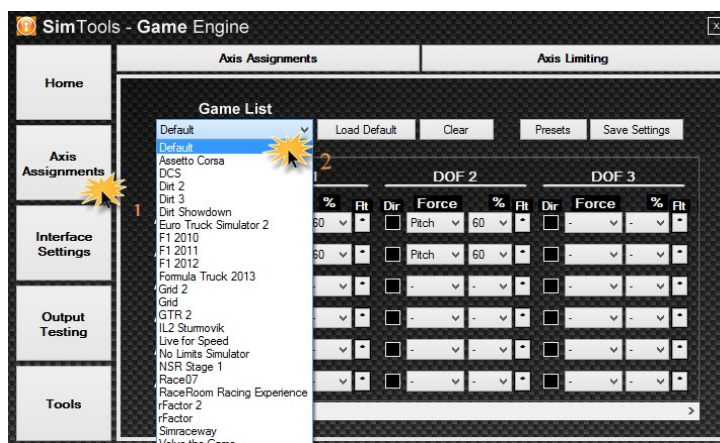 SimTools - Game Engine
x
Axis Assignments
Axis Limiting
Home
Axis
Assignments
Interface
Settings
Output
Testing
Tools
Game List
Default
Load Default
Clear
Presets
Save Settings
1
2
Default
Assetto Corsa
DCS
Dirt 2
Dirt 3
Dirt Showdown
Euro Truck Simulator 2
F1 2010
F1 2011
F1 2012
Formula Truck 2013
Grid 2
Grid
GTR 2
IL2 Sturmovik
Live for Speed
No Limits Simulator
NSR Stage 1
Race07
RaceRoom Racing Experience
rFactor 2
rFactor
Simraceway
1 DOF 2 DOF 3
% Flt Dir Force % Flt Dir Force % Flt
60 * Pitch 60 * - - *
60 * Pitch 60 * - - *
- * - - * - - *
- * - - * - - *
- * - - * - - *
- * - - * - - *
>